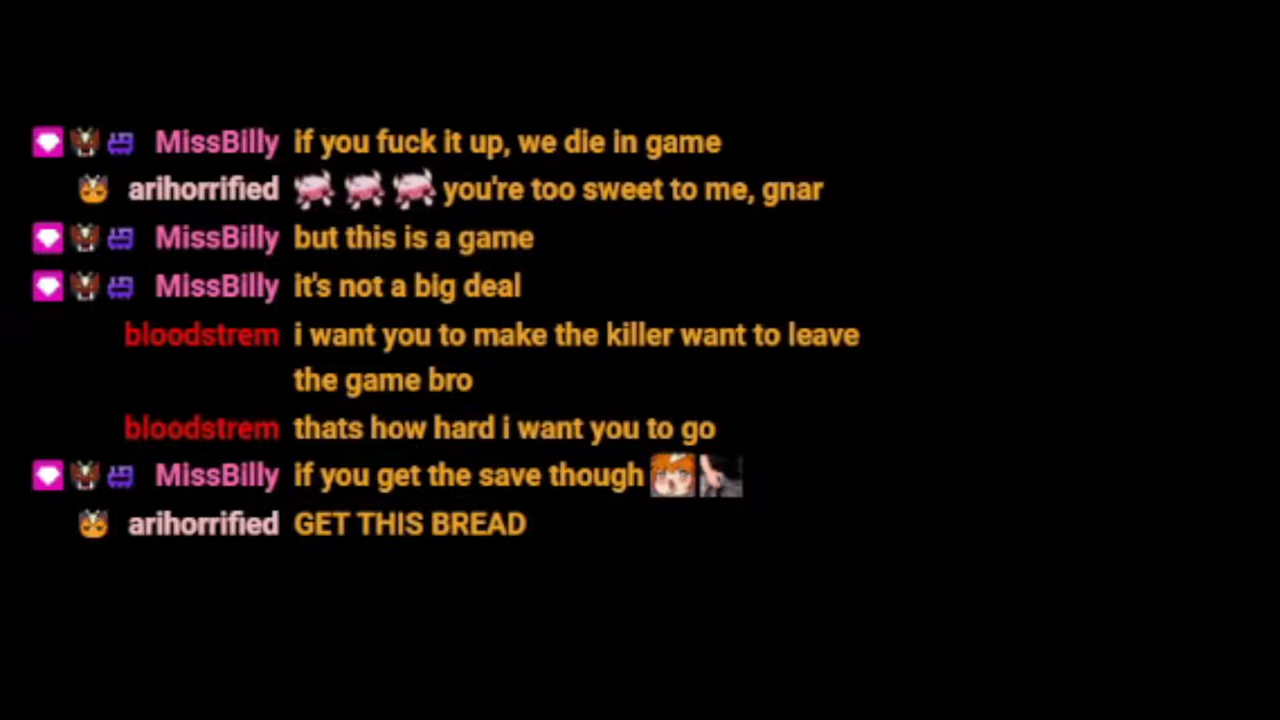 MissBilly if you fuck it up, we die in game
arihorrified you're too sweet to me, gnar
MissBilly but this is a game
MissBilly it's not a big deal
bloodstrem i want you to make the killer want to leave
the game bro
bloodstrem thats how hard i want you to go
MissBilly if you get the save though
arihorrified GET THIS BREAD